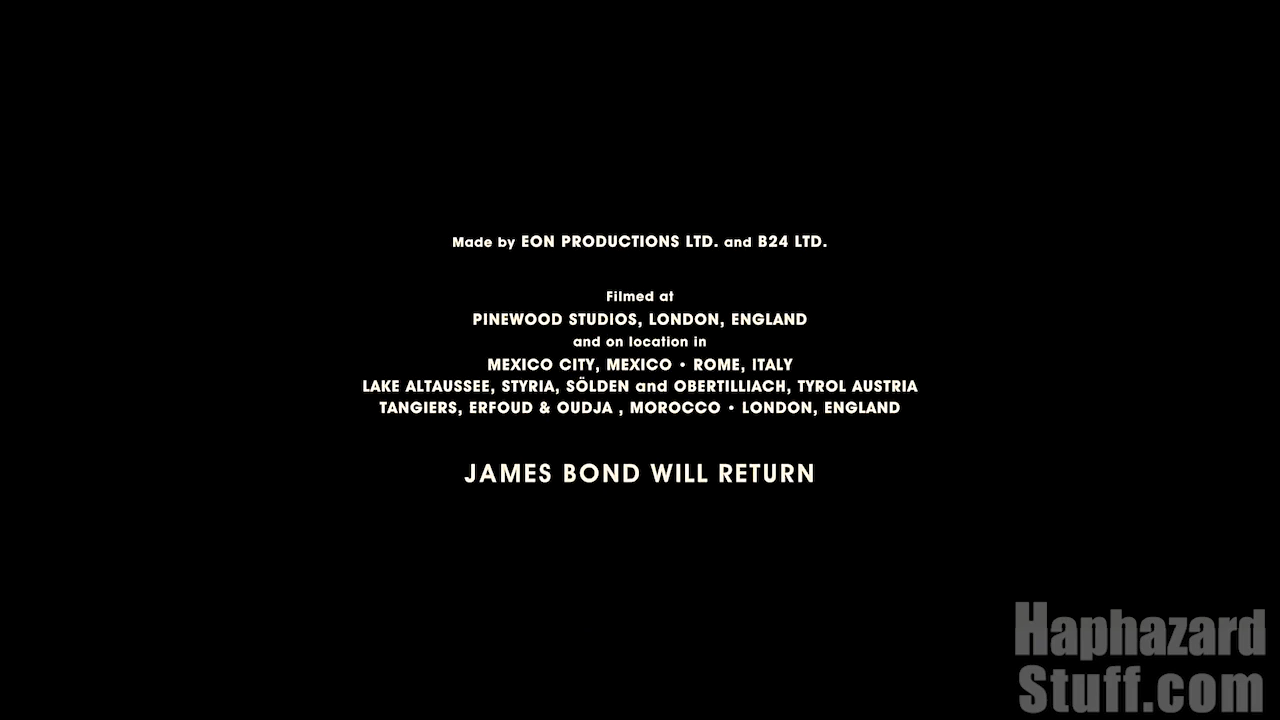 Made by EON PRODUCTIONS LTD. and B24 LTD.
Filmed at
PINEWOOD STUDIOS, LONDON, ENGLAND
and on location in
MEXICO CITY, MEXICO • ROME, ITALY
LAKE ALTAUSSEE, STYRIA, SÖLDEN and OBERTILLIACH, TYROL AUSTRIA
TANGIERS, ERFOUD & OUDJA , MOROCCO • LONDON, ENGLAND
JAMES BOND WILL RETURN
Haphazard
Stuff.com